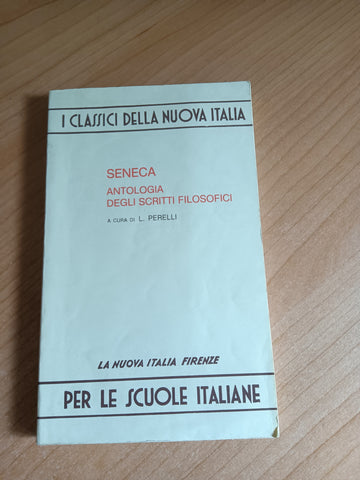 I CLASSICI DELLA NUOVA ITALIA
SENECA
ANTOLOGIA
DEGLI SCRITTI FILOSOFICI
A CURA DI L. PERELLI
LA NUOVA ITALIA FIRENZE
PER LE SCUOLE ITALIANE